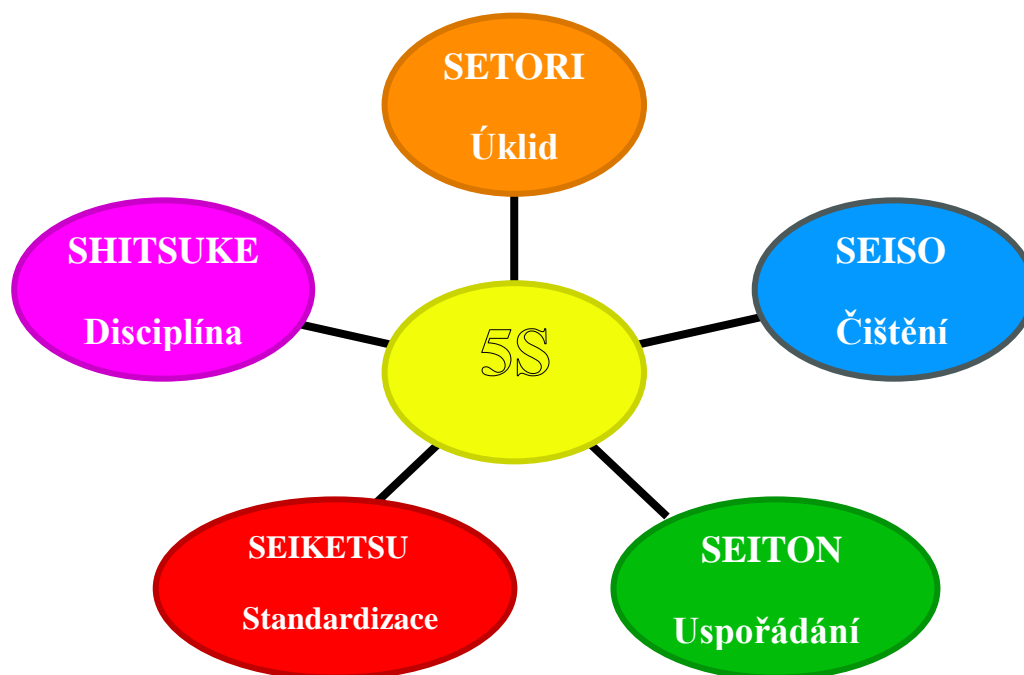 SETORI
Úklid
SHITSUKE
Disciplína
SEISO
Čištění
5S
SEIKETSU
Standardizace
SEITON
Uspořádání